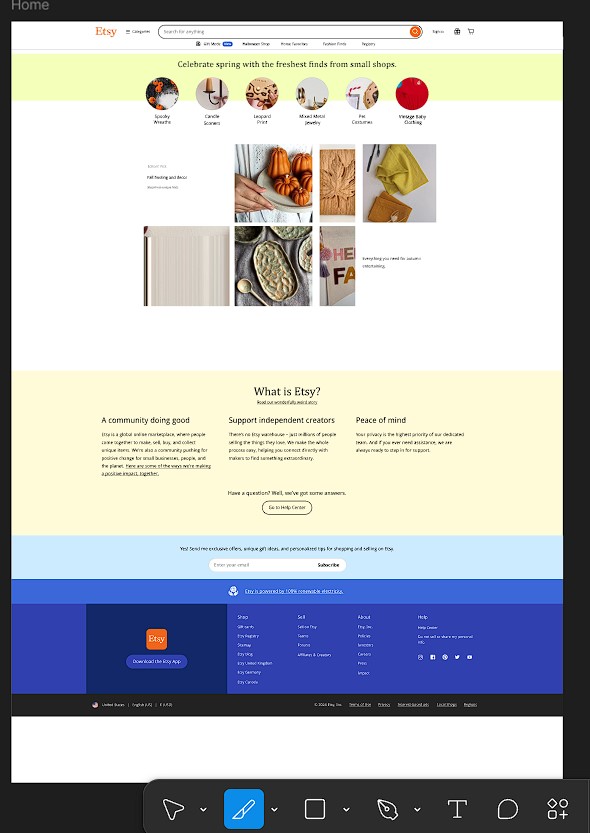 Home
Etsy
Categories
Search for anything
Sign in
Gift Mode
Halloween Shop
Home Favorites
Fashion Finds
Registry
Celebrate spring with the freshest finds from small shops.
Spooky
Wreaths
Candle
Sconces
Leopard
Print
Mixed Metal
Jewelry
Pet
Costumes
Vintage Baby
Clothing
Fall hosting and decor
Everything you need for autumn
entertaining.
What is Etsy?
Read our wonderfully weird story
A community doing good
Etsy is a global online marketplace, where people
come together to make, sell, buy, and collect
unique items. We're also a community pushing for
positive change for small businesses, people, and
the planet. Here are some of the ways we're making
a positive impact, together.
Support independent creators
There's no Etsy warehouse – just millions of people
selling the things they love. We make the whole
process easy, helping you connect directly with
makers to find something extraordinary.
Peace of mind
Your privacy is the highest priority of our dedicated
team. And if you ever need assistance, we are
always ready to step in for support.
Have a question? Well, we've got some answers.
Go to Help Center
Yes! Send me exclusive offers, unique gift ideas, and personalized tips for shopping and selling on Etsy.
Enter your email
Subscribe
Etsy is powered by 100% renewable electricity.
Etsy
Download the Etsy App
Shop
Gift cards
Etsy Registry
Sitemap
Etsy blog
Etsy United Kingdom
Etsy Germany
Etsy Canada
Sell
Sell on Etsy
Teams
Forums
Affiliates & Creators
About
Etsy, Inc.
Policies
Investors
Careers
Press
Impact
Help
Help Center
Do not sell or share my personal
info.
United States | English (US) | $ (USD)
© 2024 Etsy, Inc.
Terms of Use
Privacy
Interest-based ads
Local Shops
Regions